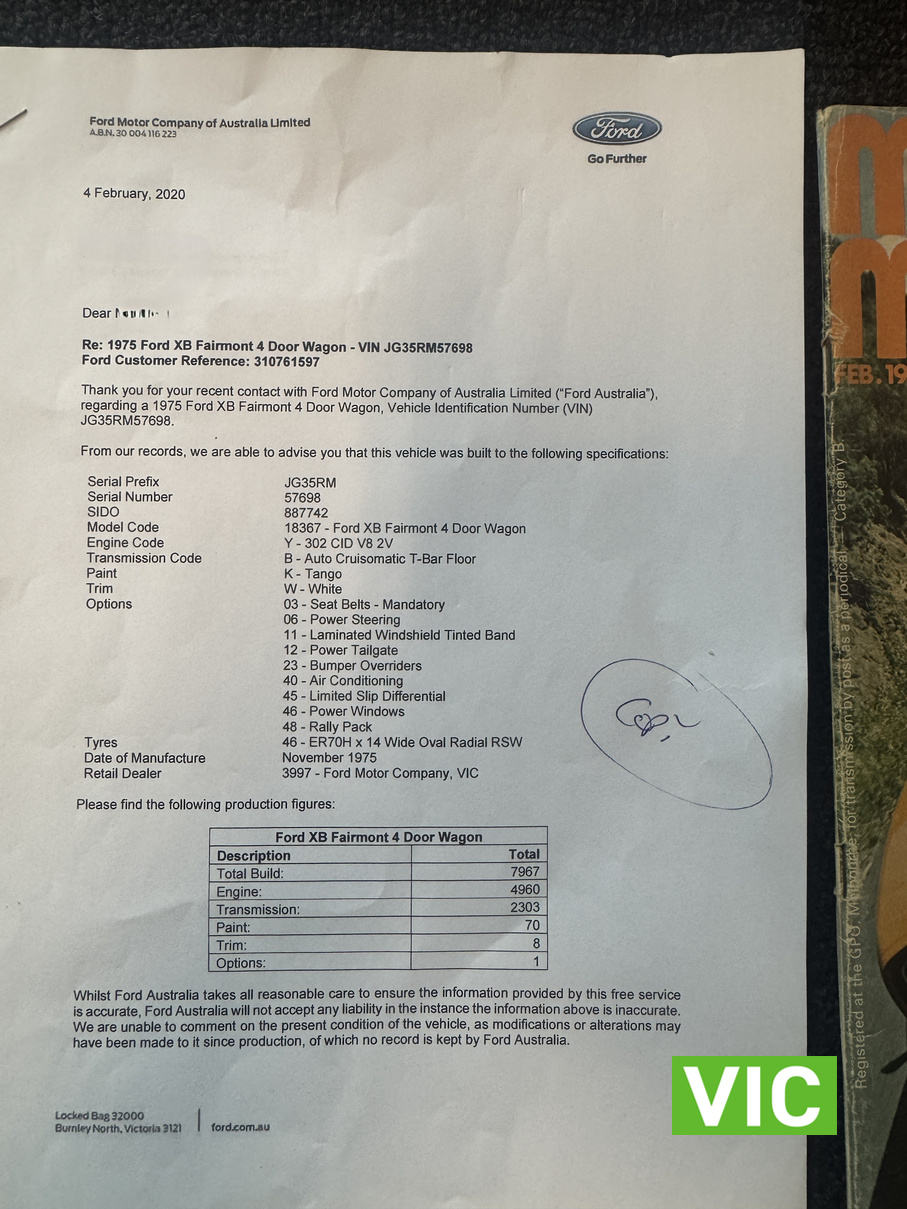 Ford Motor Company of Australia Limited
A.B.N. 30 004 116 223
Ford
Go Further
4 February, 2020
Dear
Re: 1975 Ford XB Fairmont 4 Door Wagon - VIN JG35RM57698
Ford Customer Reference: 310761597
Thank you for your recent contact with Ford Motor Company of Australia Limited (“Ford Australia”),
regarding a 1975 Ford XB Fairmont 4 Door Wagon, Vehicle Identification Number (VIN)
JG35RM57698.
From our records, we are able to advise you that this vehicle was built to the following specifications:
Serial Prefix JG35RM
Serial Number 57698
SIDO 887742
Model Code 18367 - Ford XB Fairmont 4 Door Wagon
Engine Code Y - 302 CID V8 2V
Transmission Code B - Auto Cruisomatic T-Bar Floor
Paint K - Tango
Trim W - White
Options 03 - Seat Belts - Mandatory
06 - Power Steering
11 - Laminated Windshield Tinted Band
12 - Power Tailgate
23 - Bumper Overriders
40 - Air Conditioning
45 - Limited Slip Differential
46 - Power Windows
48 - Rally Pack
Tyres 46 - ER70H x 14 Wide Oval Radial RSW
Date of Manufacture November 1975
Retail Dealer 3997 - Ford Motor Company, VIC
Please find the following production figures:
Ford XB Fairmont 4 Door Wagon
Description Total
Total Build: 7967
Engine: 4960
Transmission: 2303
Paint: 70
Trim: 8
Options: 1
Whilst Ford Australia takes all reasonable care to ensure the information provided by this free service
is accurate, Ford Australia will not accept any liability in the instance the information above is inaccurate.
We are unable to comment on the present condition of the vehicle, as modifications or alterations may
have been made to it since production, of which no record is kept by Ford Australia.
Locked Bag 32000
Burnley North, Victoria 3121
ford.com.au
FEB. 19
Registered at the GPO, Melbourne, for transmission by post as a periodical — Category B.
VIC